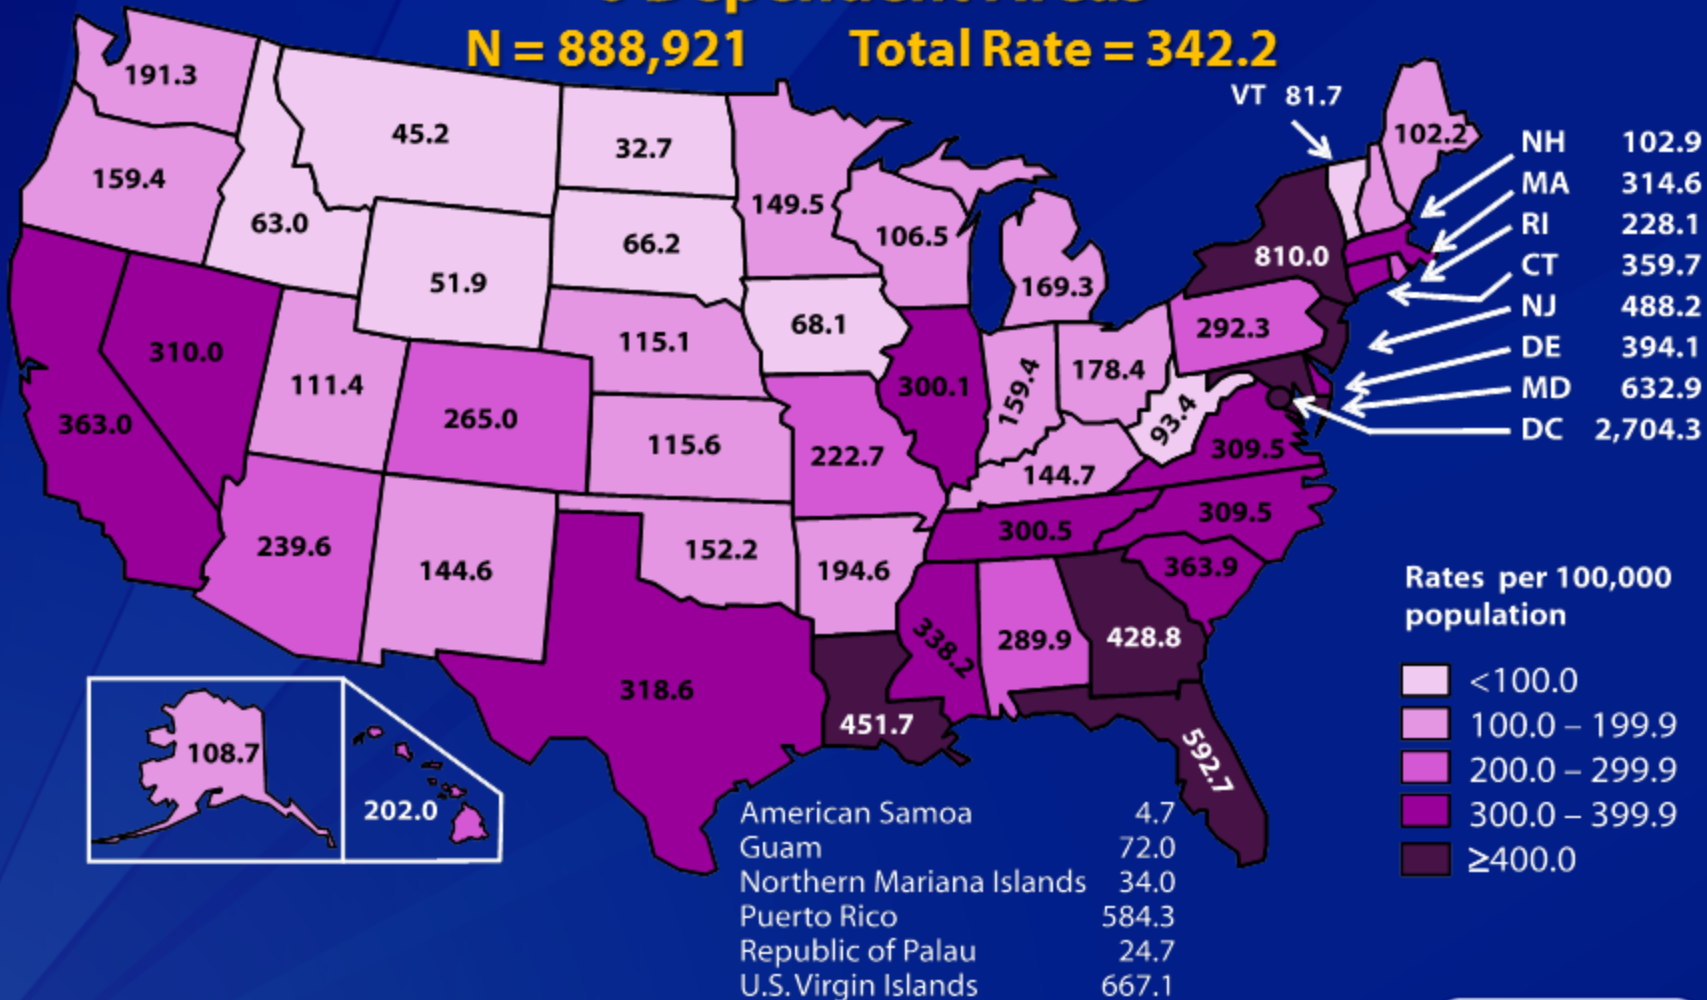 6 Dependent Areas
N = 888,921 Total Rate = 342.2
VT 81.7
191.3
45.2
32.7
102.2
NH 102.9
159.4
63.0
66.2
149.5
106.5
MA 314.6
RI 228.1
51.9
810.0
CT 359.7
169.3
NJ 488.2
310.0
115.1
68.1
292.3
DE 394.1
111.4
300.1
159.4
178.4
MD 632.9
363.0
265.0
115.6
222.7
93.4
DC 2,704.3
309.5
144.7
239.6
144.6
152.2
194.6
300.5
309.5
363.9
338.2
289.9
428.8
318.6
451.7
592.7
108.7
202.0
Rates per 100,000
population
<100.0
100.0 – 199.9
200.0 – 299.9
300.0 – 399.9
≥400.0
American Samoa 4.7
Guam 72.0
Northern Mariana Islands 34.0
Puerto Rico 584.3
Republic of Palau 24.7
U.S. Virgin Islands 667.1